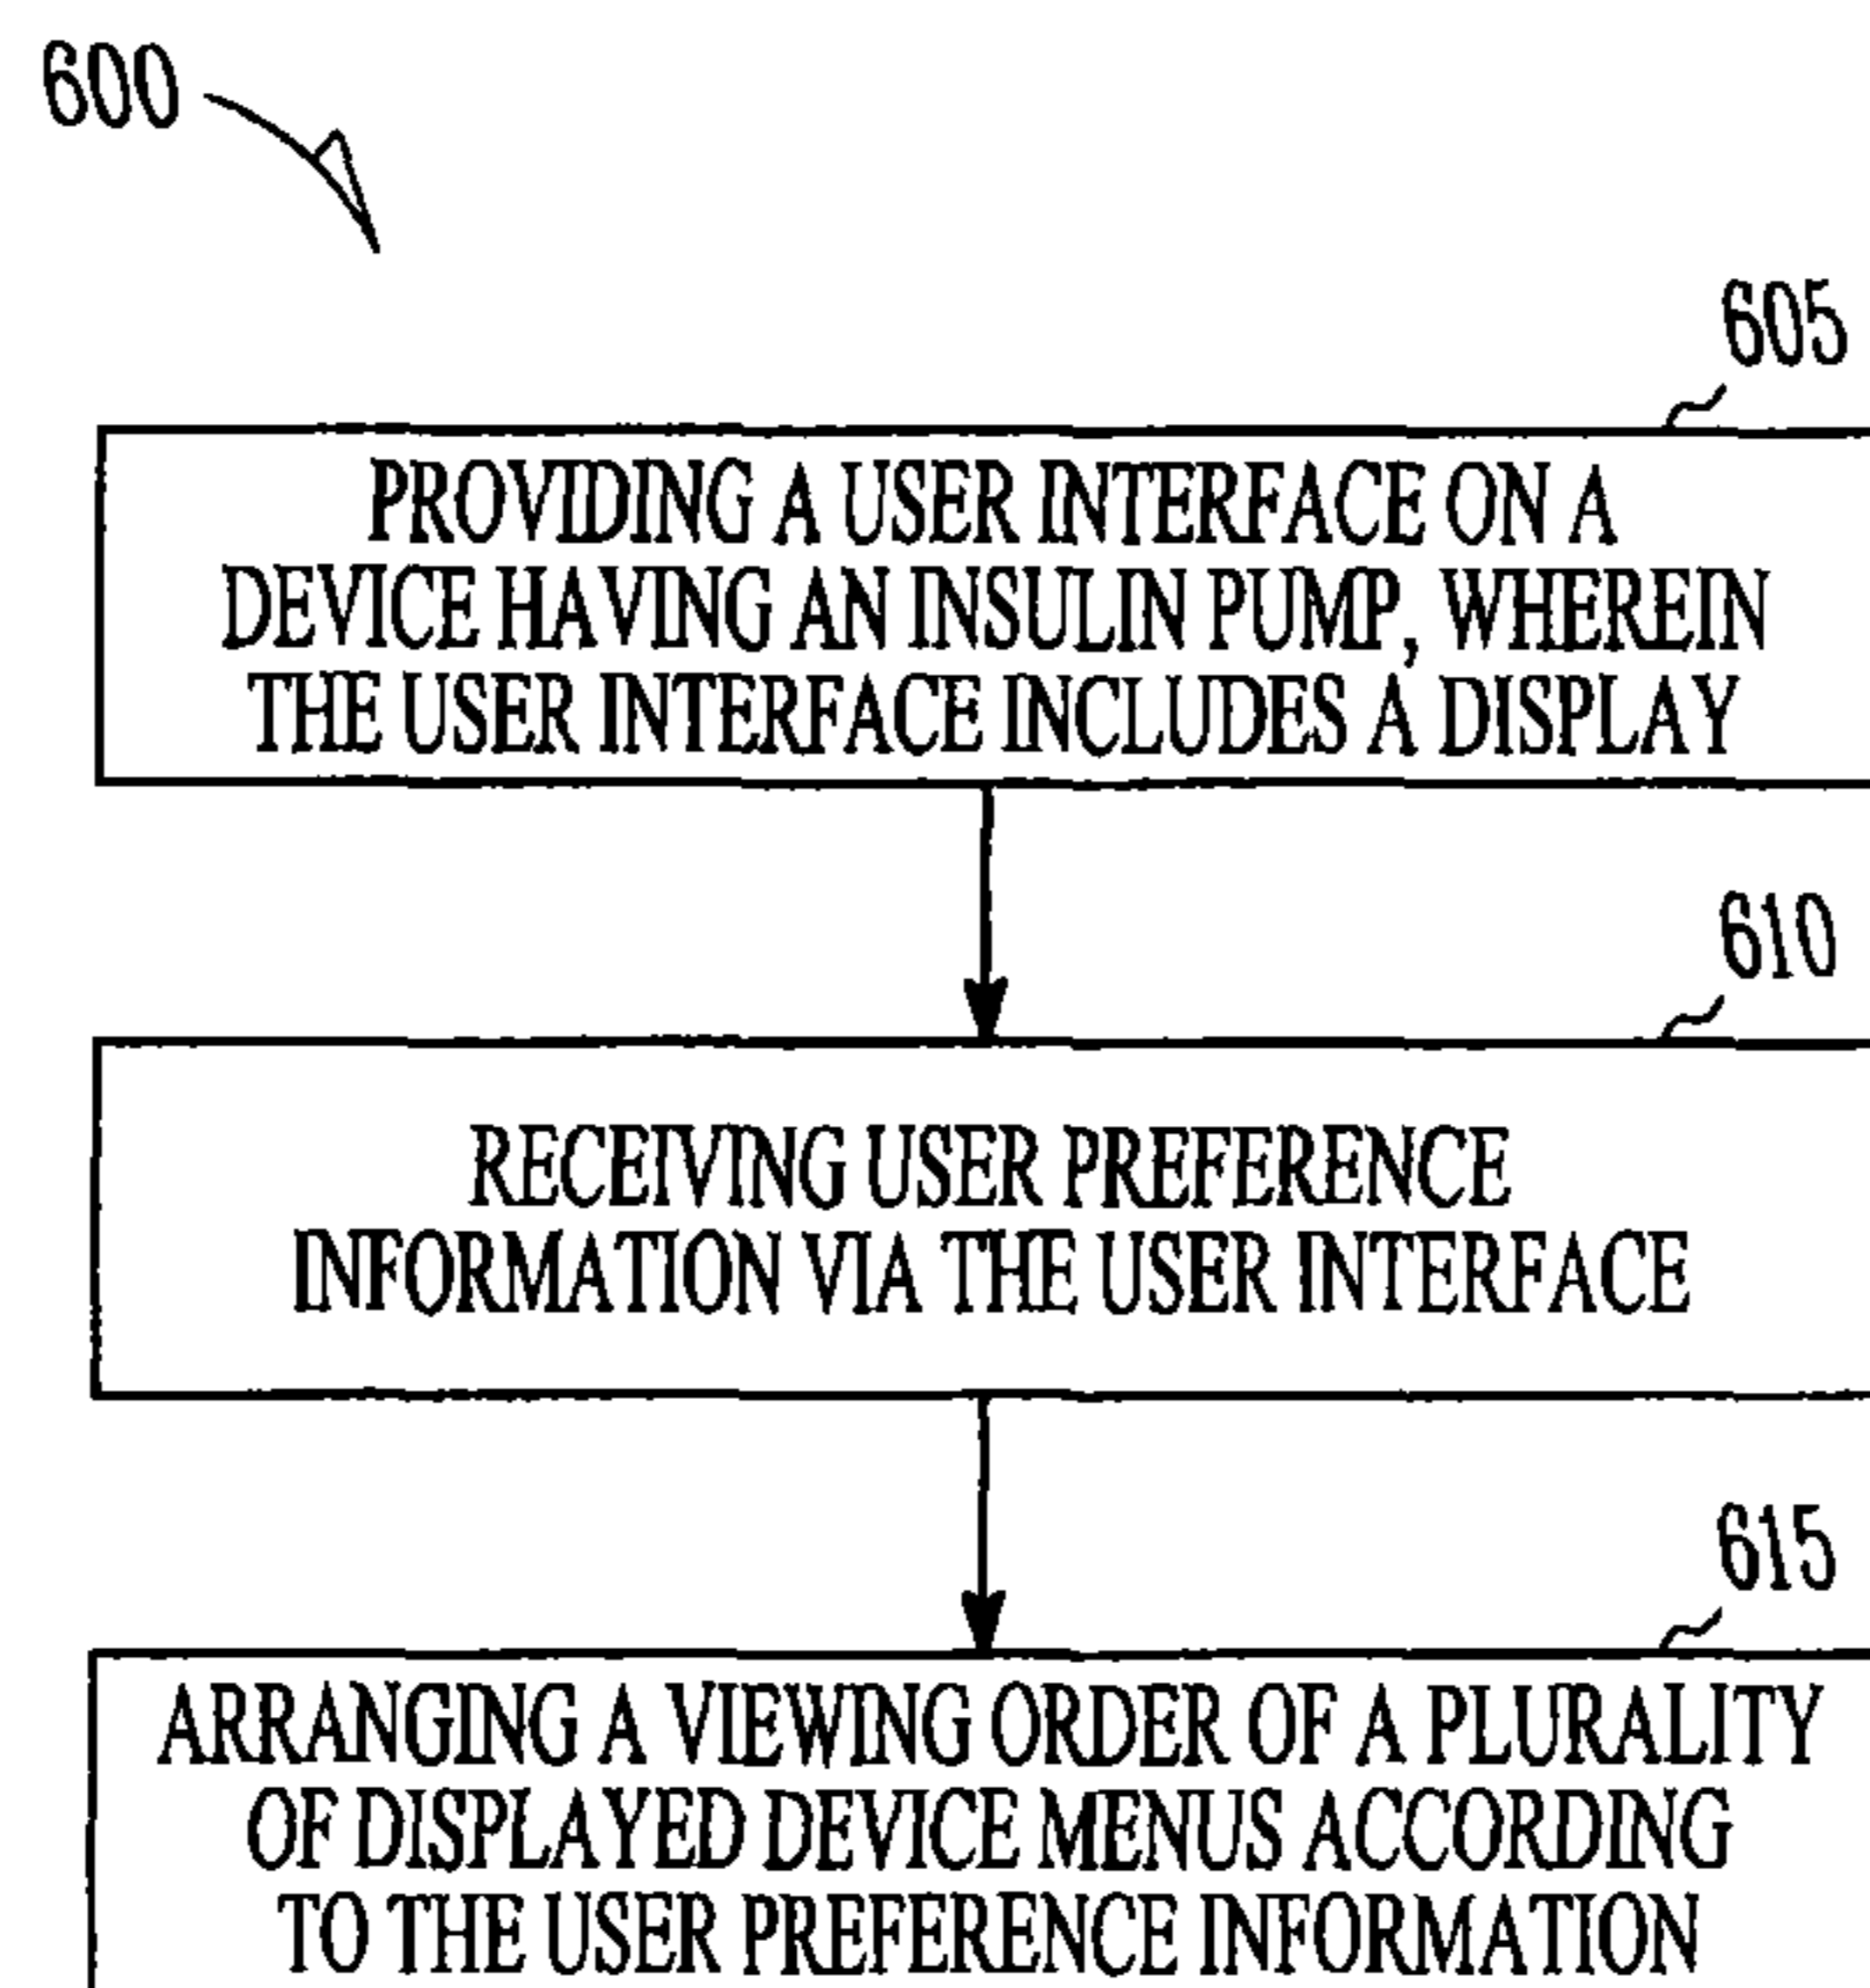 600
605
PROVIDING A USER INTERFACE ON A
DEVICE HAVING AN INSULIN PUMP, WHEREIN
THE USER INTERFACE INCLUDES A DISPLAY
610
RECEIVING USER PREFERENCE
INFORMATION VIA THE USER INTERFACE
615
ARRANGING A VIEWING ORDER OF A PLURALITY
OF DISPLAYED DEVICE MENUS ACCORDING
TO THE USER PREFERENCE INFORMATION